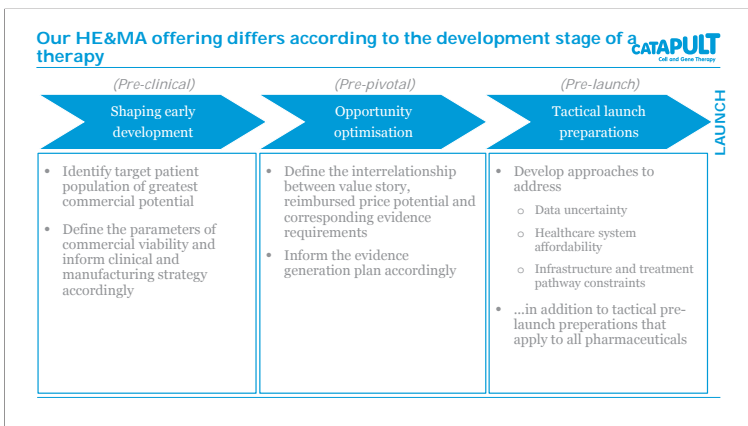 Our HE&MA offering differs according to the development stage of a
therapy
CATAPULT
Cell and Gene Therapy
(Pre-clinical)
(Pre-pivotal)
(Pre-launch)
Shaping early
development
Opportunity
optimisation
Tactical launch
preparations
LAUNCH
• Identify target patient
population of greatest
commercial potential
• Define the parameters of
commercial viability and
inform clinical and
manufacturing strategy
accordingly
• Define the interrelationship
between value story,
reimbursed price potential and
corresponding evidence
requirements
• Inform the evidence
generation plan accordingly
• Develop approaches to
address
o Data uncertainty
o Healthcare system
affordability
o Infrastructure and treatment
pathway constraints
• ...in addition to tactical pre-
launch preperations that
apply to all pharmaceuticals